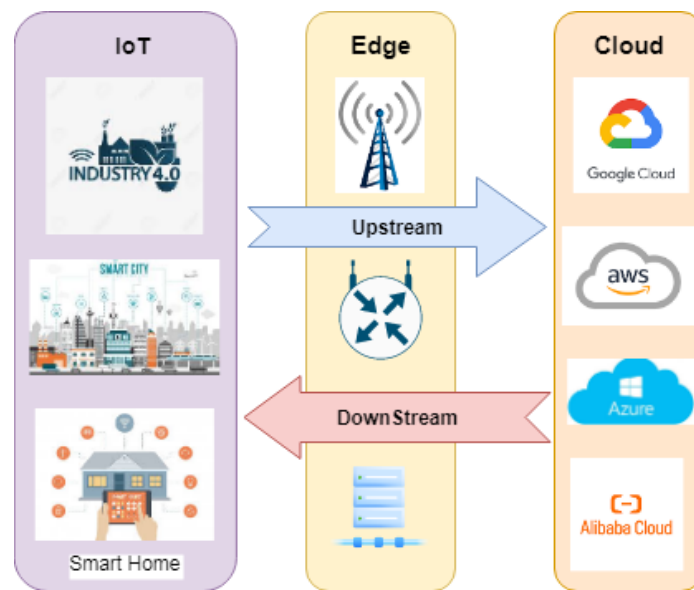 IoT
INDUSTRY 4.0
SMART CITY
Smart Home
Edge
Upstream
DownStream
Cloud
Google Cloud
aws
Azure
Alibaba Cloud